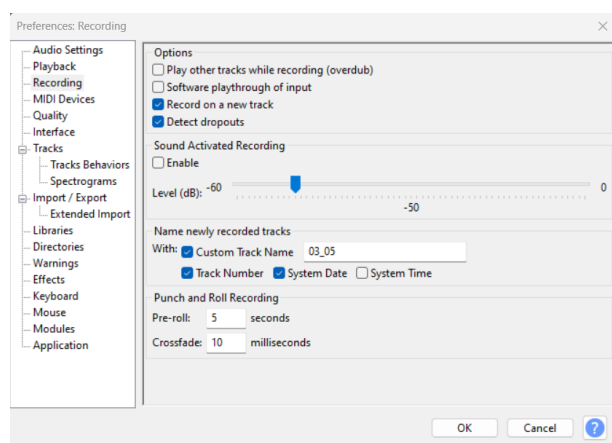 Preferences: Recording
Audio Settings
Playback
Recording
MIDI Devices
Quality
Interface
Tracks
Tracks Behaviors
Spectrograms
Import / Export
Extended Import
Libraries
Directories
Warnings
Effects
Keyboard
Mouse
Modules
Application
Options
Play other tracks while recording (overdub)
Software playthrough of input
Record on a new track
Detect dropouts
Sound Activated Recording
Enable
Level (dB): -60 0
-50
Name newly recorded tracks
With: Custom Track Name 03_05
Track Number System Date System Time
Punch and Roll Recording
Pre-roll: 5 seconds
Crossfade: 10 milliseconds
OK Cancel ?